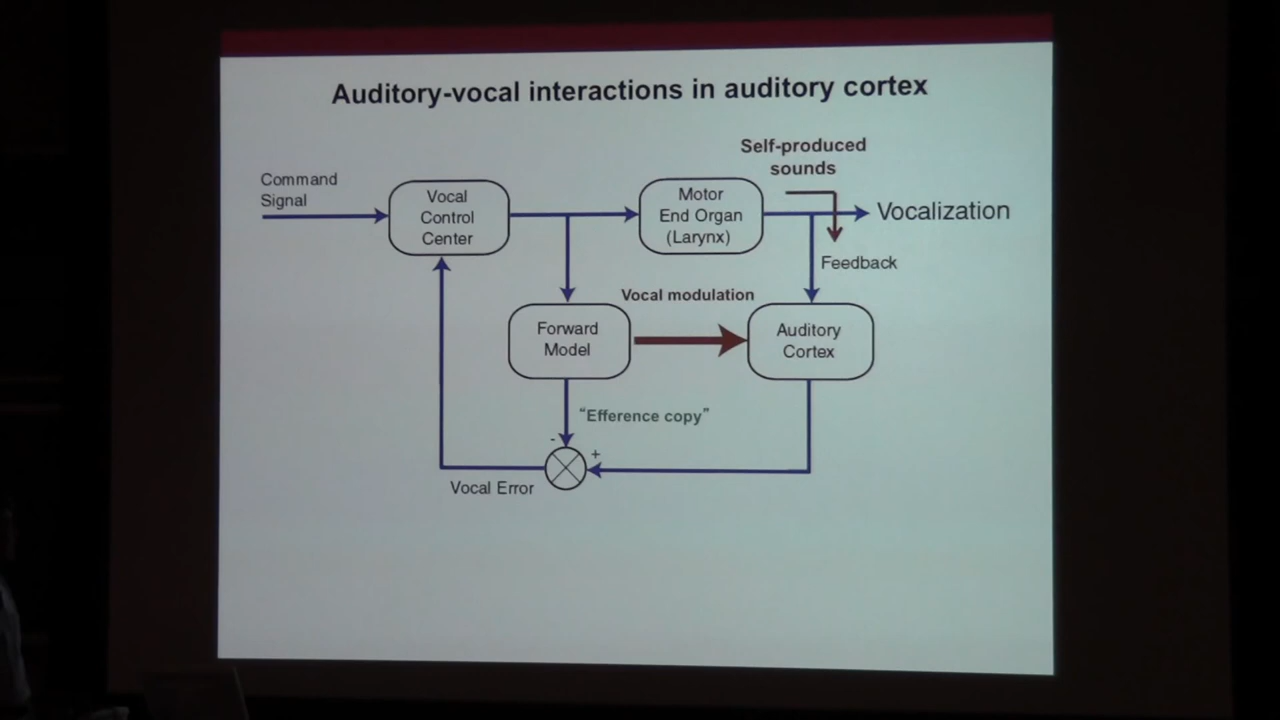 Auditory-vocal interactions in auditory cortex
Self-produced
sounds
Command
Signal
Vocal
Control
Center
Motor
End Organ
(Larynx)
Vocalization
Feedback
Vocal modulation
Forward
Model
Auditory
Cortex
"Efference copy"
-
+
Vocal Error